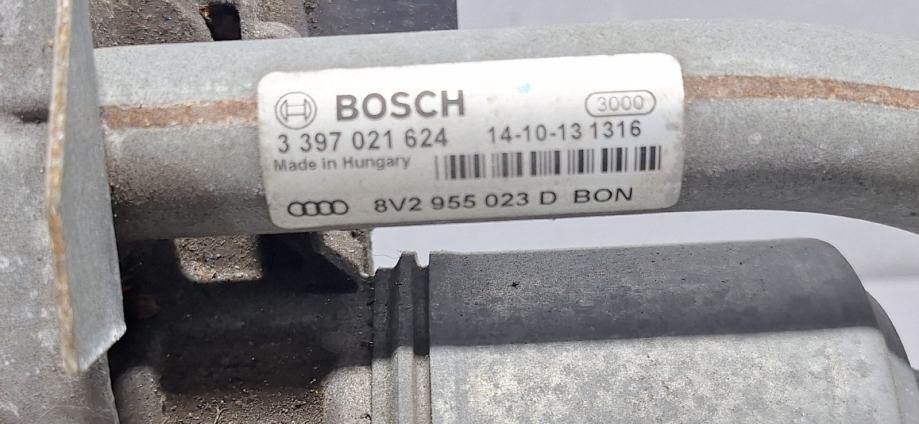 BOSCH 3000
3 397 021 624 14-10-13 1316
Made in Hungary
8V2 955 023 D BON